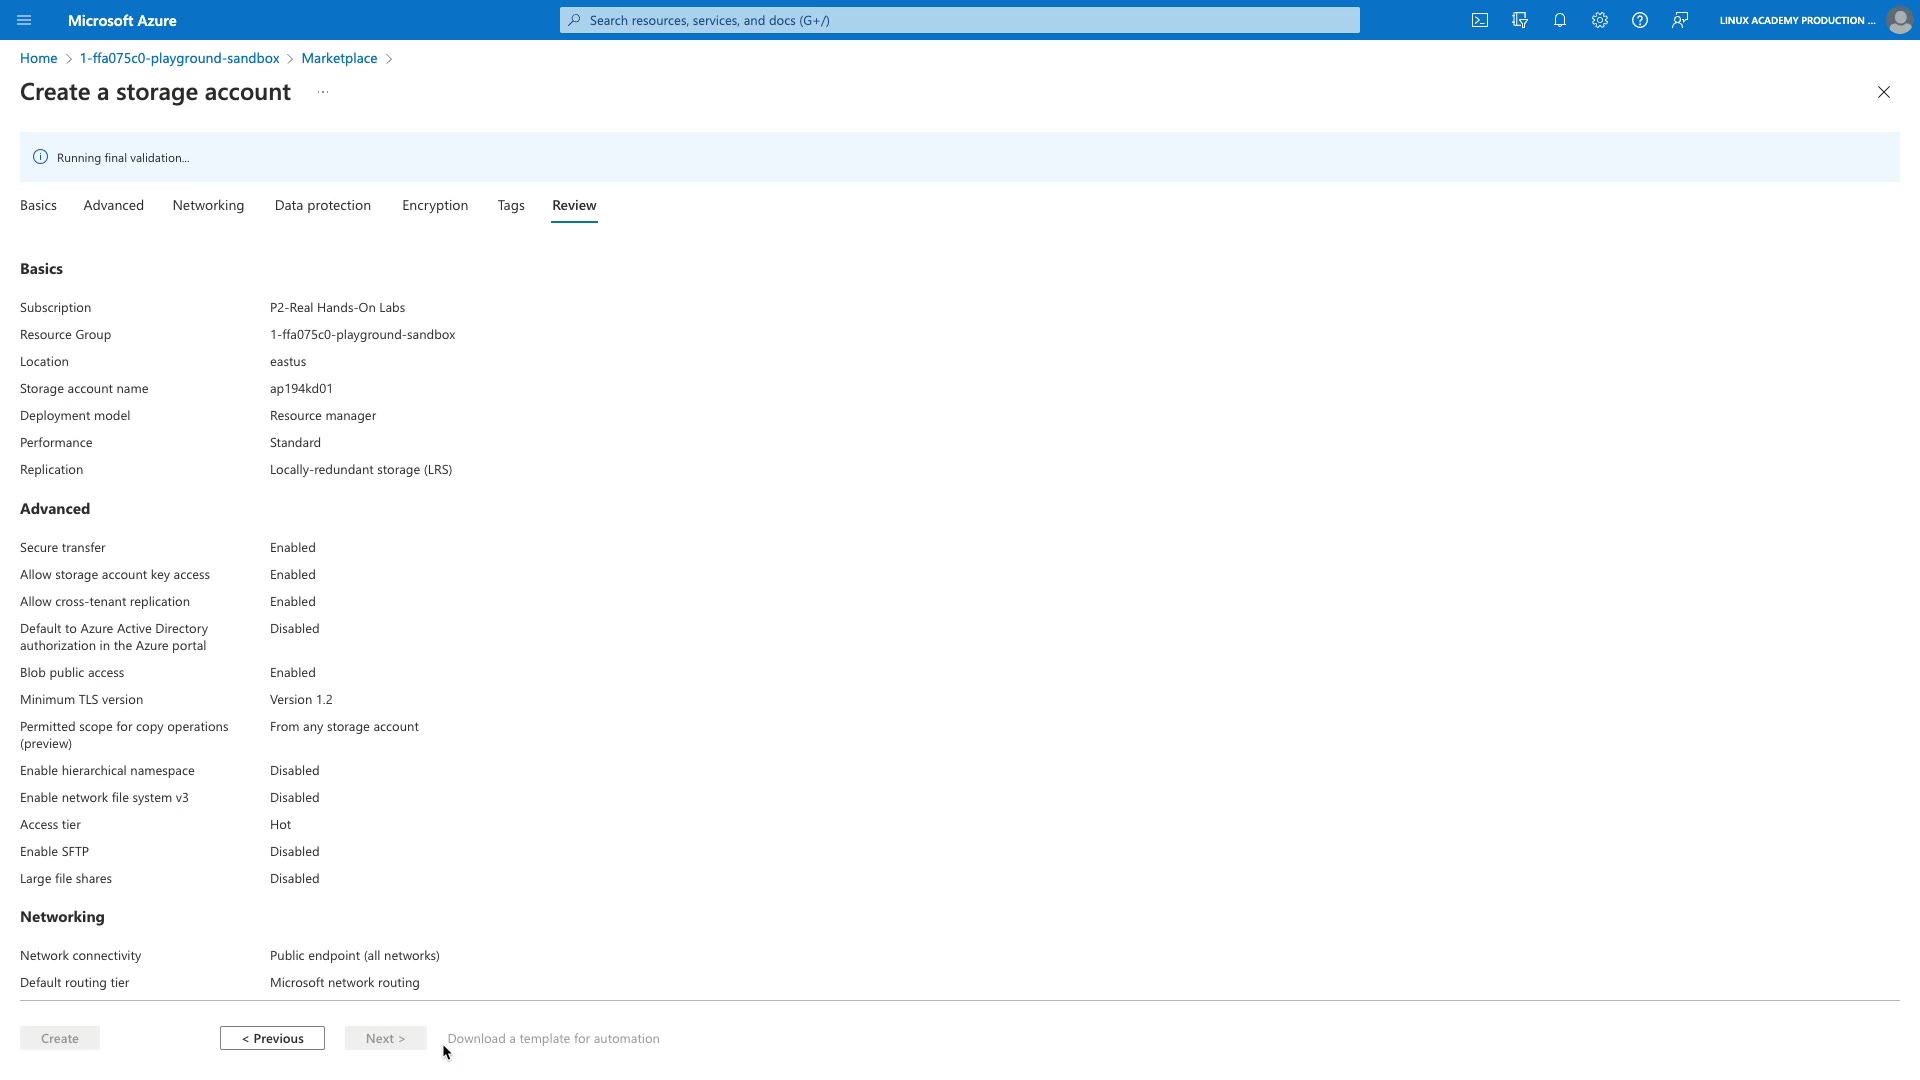 Microsoft Azure
Search resources, services, and docs (G+/)
LINUX ACADEMY PRODUCTION ...
Home > 1-ffa075c0-playground-sandbox > Marketplace >
Create a storage account ...
Running final validation...
Basics Advanced Networking Data protection Encryption Tags Review
Basics
Subscription P2-Real Hands-On Labs
Resource Group 1-ffa075c0-playground-sandbox
Location eastus
Storage account name ap194kd01
Deployment model Resource manager
Performance Standard
Replication Locally-redundant storage (LRS)
Advanced
Secure transfer Enabled
Allow storage account key access Enabled
Allow cross-tenant replication Enabled
Default to Azure Active Directory Disabled
authorization in the Azure portal
Blob public access Enabled
Minimum TLS version Version 1.2
Permitted scope for copy operations From any storage account
(preview)
Enable hierarchical namespace Disabled
Enable network file system v3 Disabled
Access tier Hot
Enable SFTP Disabled
Large file shares Disabled
Networking
Network connectivity Public endpoint (all networks)
Default routing tier Microsoft network routing
Create < Previous Next > Download a template for automation